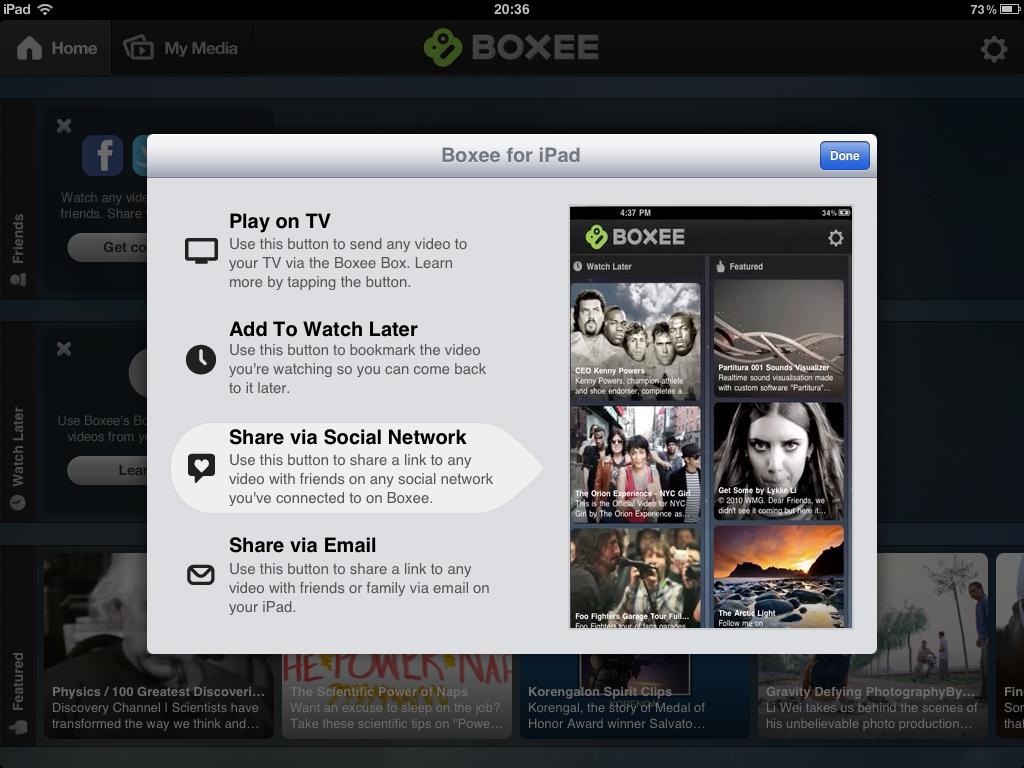 iPad
20:36
73%
Home
My Media
BOXEE
Friends
Watch any vide
friends. Share
Get co
Watch Later
Use Boxee's Bo
videos from y
Lear
Boxee for iPad
Done
Play on TV
Use this button to send any video to
your TV via the Boxee Box. Learn
more by tapping the button.
Add To Watch Later
Use this button to bookmark the video
you're watching so you can come back
to it later.
Share via Social Network
Use this button to share a link to any
video with friends on any social network
you've connected to on Boxee.
Share via Email
Use this button to share a link to any
video with friends or family via email on
your iPad.
4:37 PM
34%
BOXEE
Watch Later
Featured
CEO Kenny Powers
Kenny Powers, champion athlete
and shoe endorser, completes a...
Partitura 001 Sounds Visualizer
Realtime sound visualisation made
with custom software "Partitura"...
The Orion Experience - NYC Girl
This is the Official Video for NYC
Girl by The Orion Experience as...
Get Some by Lykke Li
© 2010 WMG. Dear Friends, we
didn't see it coming but here it...
Foo Fighters Garage Tour Full...
Foo Fighters tour of fans garages
The Arctic Light
Follow me on
Featured
Physics / 100 Greatest Discoveri...
Discovery Channel | Scientists have
transformed the way we think and...
HE POWER NAP
The Scientific Power of Naps
Want an excuse to sleep on the job?
Take these scientific tips on "Powe...
Korengalon Spirit Clips
Korengal, the story of Medal of
Honor Award winner Salvato...
Gravity Defying PhotographyBy...
Li Wei takes us behind the scenes of
his unbelievable photo production...
Fin
Sor
that